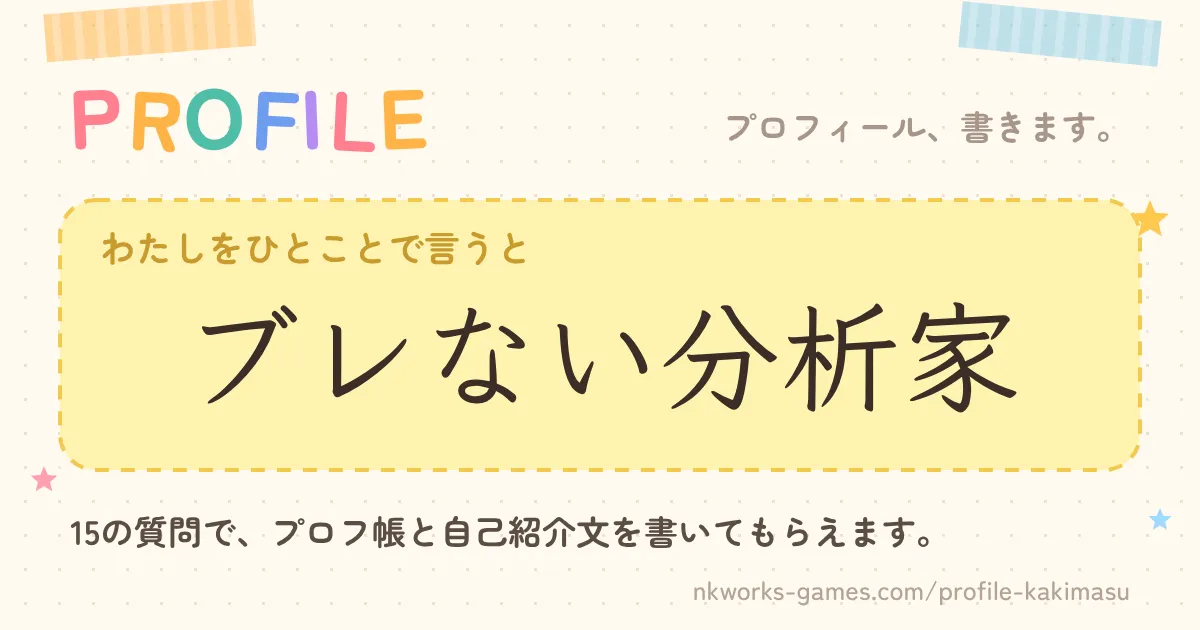 PROFILE
プロフィール、書きます。
わたしをひとことで言うと
ブレない分析家
15の質問で、プロフ帳と自己紹介文を書いてもらえます。
nkworks-games.com/profile-kakimasu